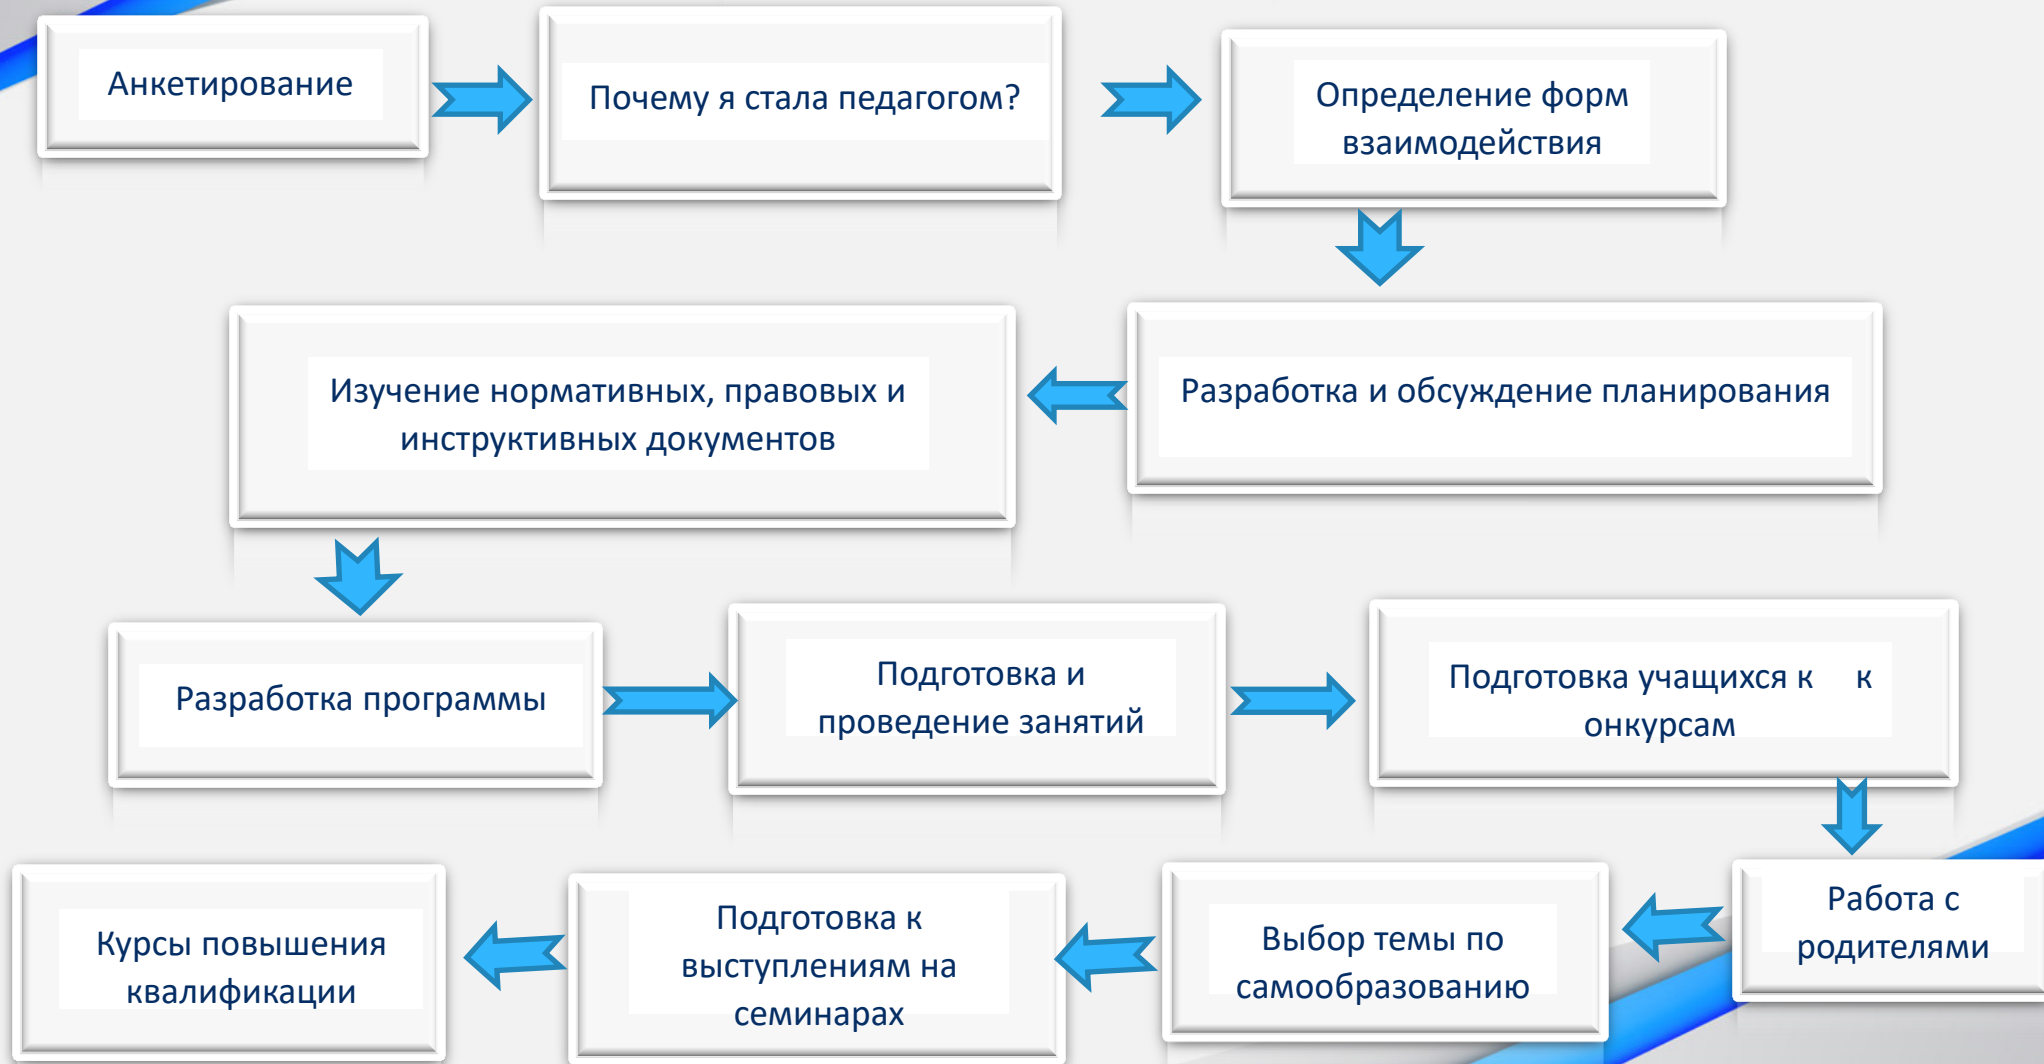 Анкетирование
Почему я стала педагогом?
Определение форм
взаимодействия
Разработка и обсуждение планирования
Изучение нормативных, правовых и
инструктивных документов
Разработка программы
Подготовка и
проведение занятий
Подготовка учащихся к к
онкурсам
Работа с
родителями
Выбор темы по
самообразованию
Подготовка к
выступлениям на
семинарах
Курсы повышения
квалификации